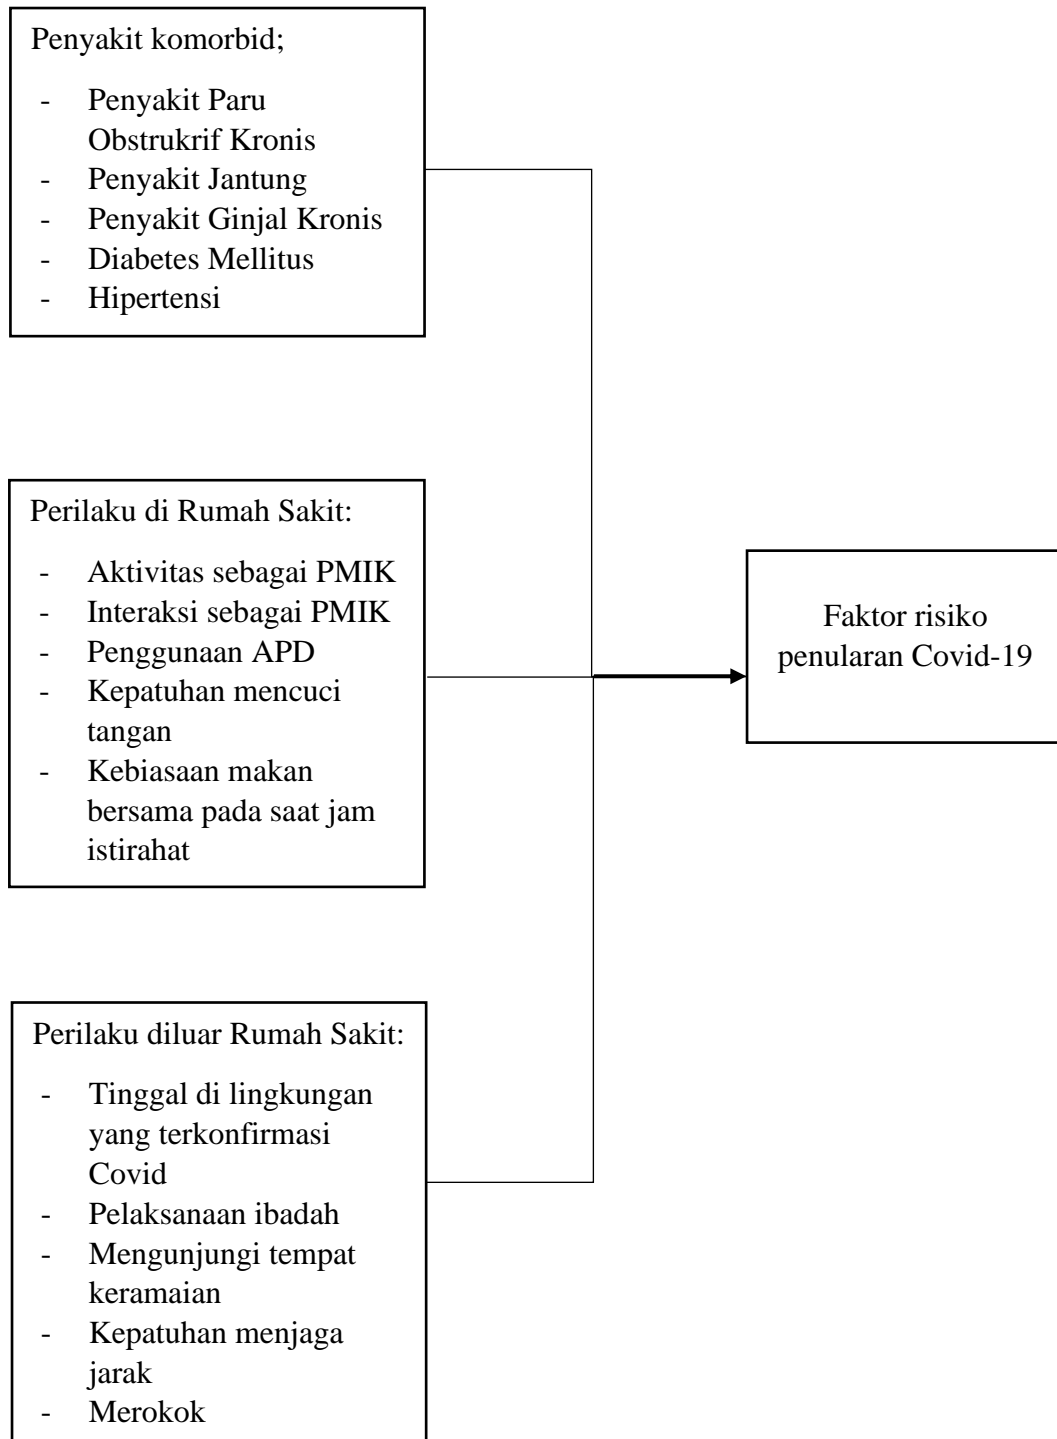 Penyakit komorbid;
- Penyakit Paru
Obstrukrif Kronis
- Penyakit Jantung
- Penyakit Ginjal Kronis
- Diabetes Mellitus
- Hipertensi
Perilaku di Rumah Sakit:
- Aktivitas sebagai PMIK
- Interaksi sebagai PMIK
- Penggunaan APD
- Kepatuhan mencuci
tangan
- Kebiasaan makan
bersama pada saat jam
istirahat
Faktor risiko
penularan Covid-19
Perilaku diluar Rumah Sakit:
- Tinggal di lingkungan
yang terkonfirmasi
Covid
- Pelaksanaan ibadah
- Mengunjungi tempat
keramaian
- Kepatuhan menjaga
jarak
- Merokok